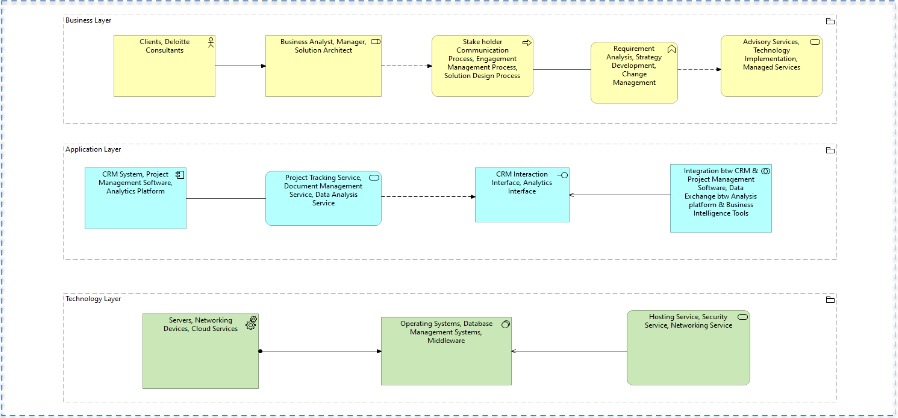 Business Layer
Clients, Deloitte
Consultants
Business Analyst, Manager,
Solution Architect
Stake holder
Communication
Process, Engagement
Management Process,
Solution Design Process
Requirement
Analysis, Strategy
Development,
Change
Management
Advisory Services,
Technology
Implementation,
Managed Services
Application Layer
CRM System, Project
Management Software,
Analytics Platform
Project Tracking Service,
Document Management
Service, Data Analysis
Service
CRM Interaction
Interface, Analytics
Interface
Integration btw CRM &
Project Management
Software, Data
Exchange btw Analysis
platform & Business
Intelligence Tools
Technology Layer
Servers, Networking
Devices, Cloud Services
Operating Systems, Database
Management Systems,
Middleware
Hosting Service, Security
Service, Networking Service